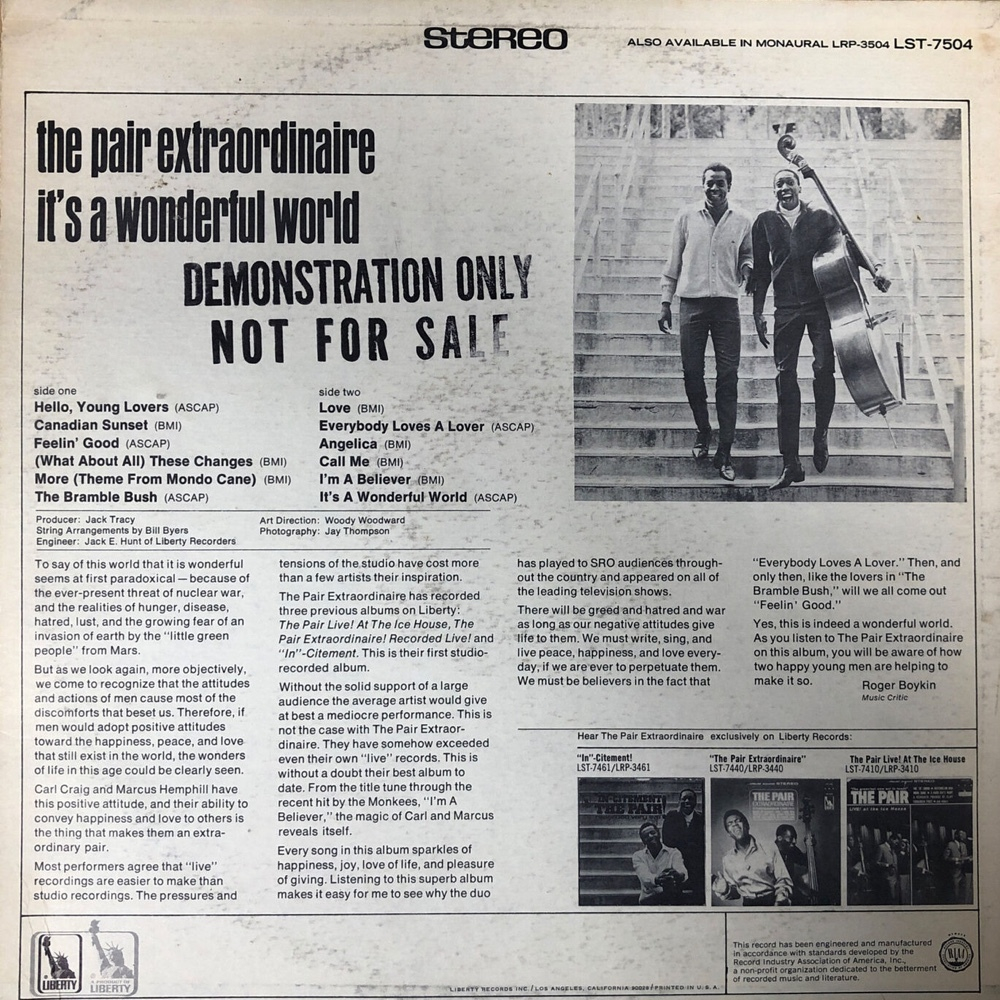 stereo
ALSO AVAILABLE IN MONAURAL LRP-3504 LST-7504
the pair extraordinaire
it's a wonderful world
DEMONSTRATION ONLY
NOT FOR SALE
side one
Hello, Young Lovers (ASCAP)
Canadian Sunset (BMI)
Feelin' Good (ASCAP)
(What About All) These Changes (BMI)
More (Theme From Mondo Cane) (BMI)
The Bramble Bush (ASCAP)
side two
Love (BMI)
Everybody Loves A Lover (ASCAP)
Angelica (BMI)
Call Me (BMI)
I'm A Believer (BMI)
It's A Wonderful World (ASCAP)
Producer: Jack Tracy
String Arrangements by Bill Byers
Engineer: Jack E. Hunt of Liberty Recorders
Art Direction: Woody Woodward
Photography: Jay Thompson
To say of this world that it is wonderful
seems at first paradoxical — because of
the ever-present threat of nuclear war,
and the realities of hunger, disease,
hatred, lust, and the growing fear of an
invasion of earth by the "little green
people" from Mars.
But as we look again, more objectively,
we come to recognize that the attitudes
and actions of men cause most of the
discomforts that beset us. Therefore, if
men would adopt positive attitudes
toward the happiness, peace, and love
that still exist in the world, the wonders
of life in this age could be clearly seen.
Carl Craig and Marcus Hemphill have
this positive attitude, and their ability to
convey happiness and love to others is
the thing that makes them an extra-
ordinary pair.
Most performers agree that "live"
recordings are easier to make than
studio recordings. The pressures and
tensions of the studio have cost more
than a few artists their inspiration.
The Pair Extraordinaire has recorded
three previous albums on Liberty:
The Pair Live! At The Ice House, The
Pair Extraordinaire! Recorded Live! and
"In"-Citement. This is their first studio-
recorded album.
Without the solid support of a large
audience the average artist would give
at best a mediocre performance. This is
not the case with The Pair Extraor-
dinaire. They have somehow exceeded
even their own "live" records. This is
without a doubt their best album to
date. From the title tune through the
recent hit by the Monkees, "I'm A
Believer," the magic of Carl and Marcus
reveals itself.
Every song in this album sparkles of
happiness, joy, love of life, and pleasure
of giving. Listening to this superb album
makes it easy for me to see why the duo
has played to SRO audiences through-
out the country and appeared on all of
the leading television shows.
There will be greed and hatred and war
as long as our negative attitudes give
life to them. We must write, sing, and
live peace, happiness, and love every-
day, if we are ever to perpetuate them.
We must be believers in the fact that
"Everybody Loves A Lover." Then, and
only then, like the lovers in "The
Bramble Bush," will we all come out
"Feelin' Good."
Yes, this is indeed a wonderful world.
As you listen to The Pair Extraordinaire
on this album, you will be aware of how
two happy young men are helping to
make it so.
Roger Boykin
Music Critic
Hear The Pair Extraordinaire exclusively on Liberty Records:
"In"-Citement!
LST-7461/LRP-3461
"The Pair Extraordinaire"
LST-7440/LRP-3440
The Pair Live! At The Ice House
LST-7410/LRP-3410
THE PAIR
EXTRAORDINAIRE
THE PAIR
LIVE! at the Ice House
LIBERTY
A PRODUCT OF
LIBERTY
LIBERTY RECORDS INC. / LOS ANGELES, CALIFORNIA 90028 / PRINTED IN U.S.A.
This record has been engineered and manufactured
in accordance with standards developed by the
Record Industry Association of America, Inc.,
a non-profit organization dedicated to the betterment
of recorded music and literature.
RIAA